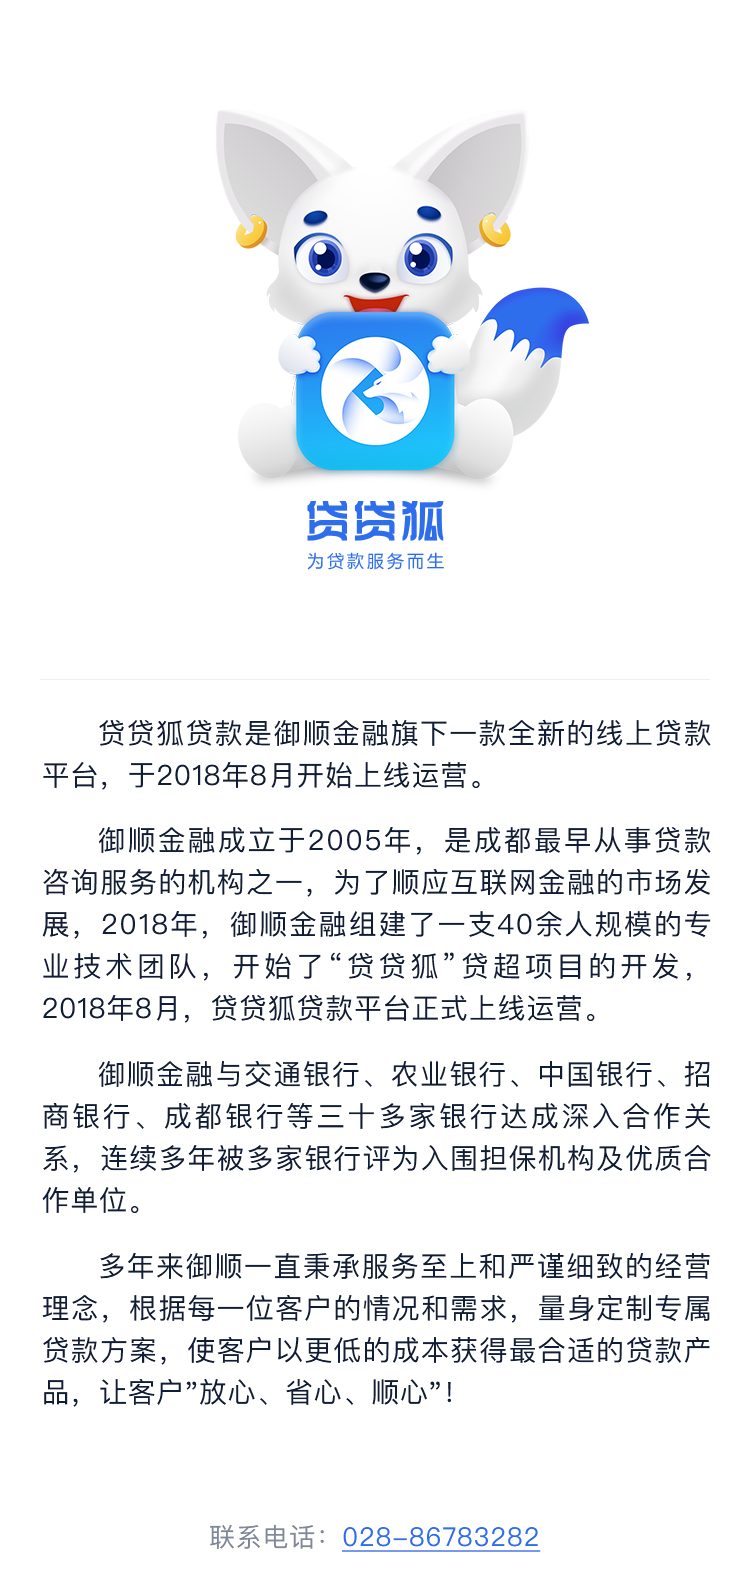 贷贷狐
为贷款服务而生
贷贷狐贷款是御顺金融旗下一款全新的线上贷款
平台，于2018年8月开始上线运营。
御顺金融成立于2005年，是成都最早从事贷款
咨询服务的机构之一，为了顺应互联网金融的市场发
展，2018年，御顺金融组建了一支40余人规模的专
业技术团队，开始了“贷贷狐”贷超项目的开发，
2018年8月，贷贷狐贷款平台正式上线运营。
御顺金融与交通银行、农业银行、中国银行、招
商银行、成都银行等三十多家银行达成深入合作关
系，连续多年被多家银行评为入围担保机构及优质合
作单位。
多年来御顺一直秉承服务至上和严谨细致的经营
理念，根据每一位客户的情况和需求，量身定制专属
贷款方案，使客户以更低的成本获得最合适的贷款产
品，让客户”放心、省心、顺心”！
联系电话：028-86783282